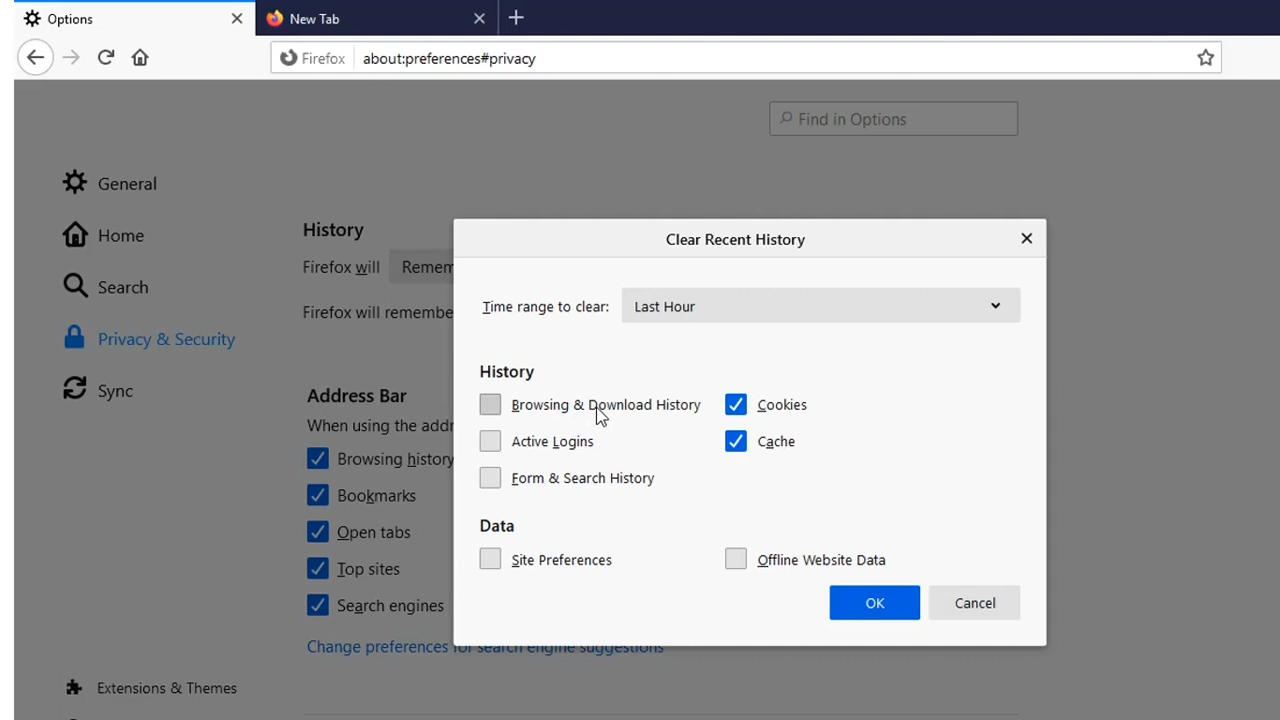 Options
New Tab
Firefox
about:preferences#privacy
Find in Options
General
Home
Search
Privacy & Security
Sync
Extensions & Themes
History
Firefox will
Firefox will
Address Bar
When using the
Browsing history
Bookmarks
Open tabs
Top sites
Search engines
Change preferences for search engine suggestions
Clear Recent History
Time range to clear: Last Hour
History
Browsing & Download History
Cookies
Active Logins
Cache
Form & Search History
Data
Site Preferences
Offline Website Data
OK
Cancel